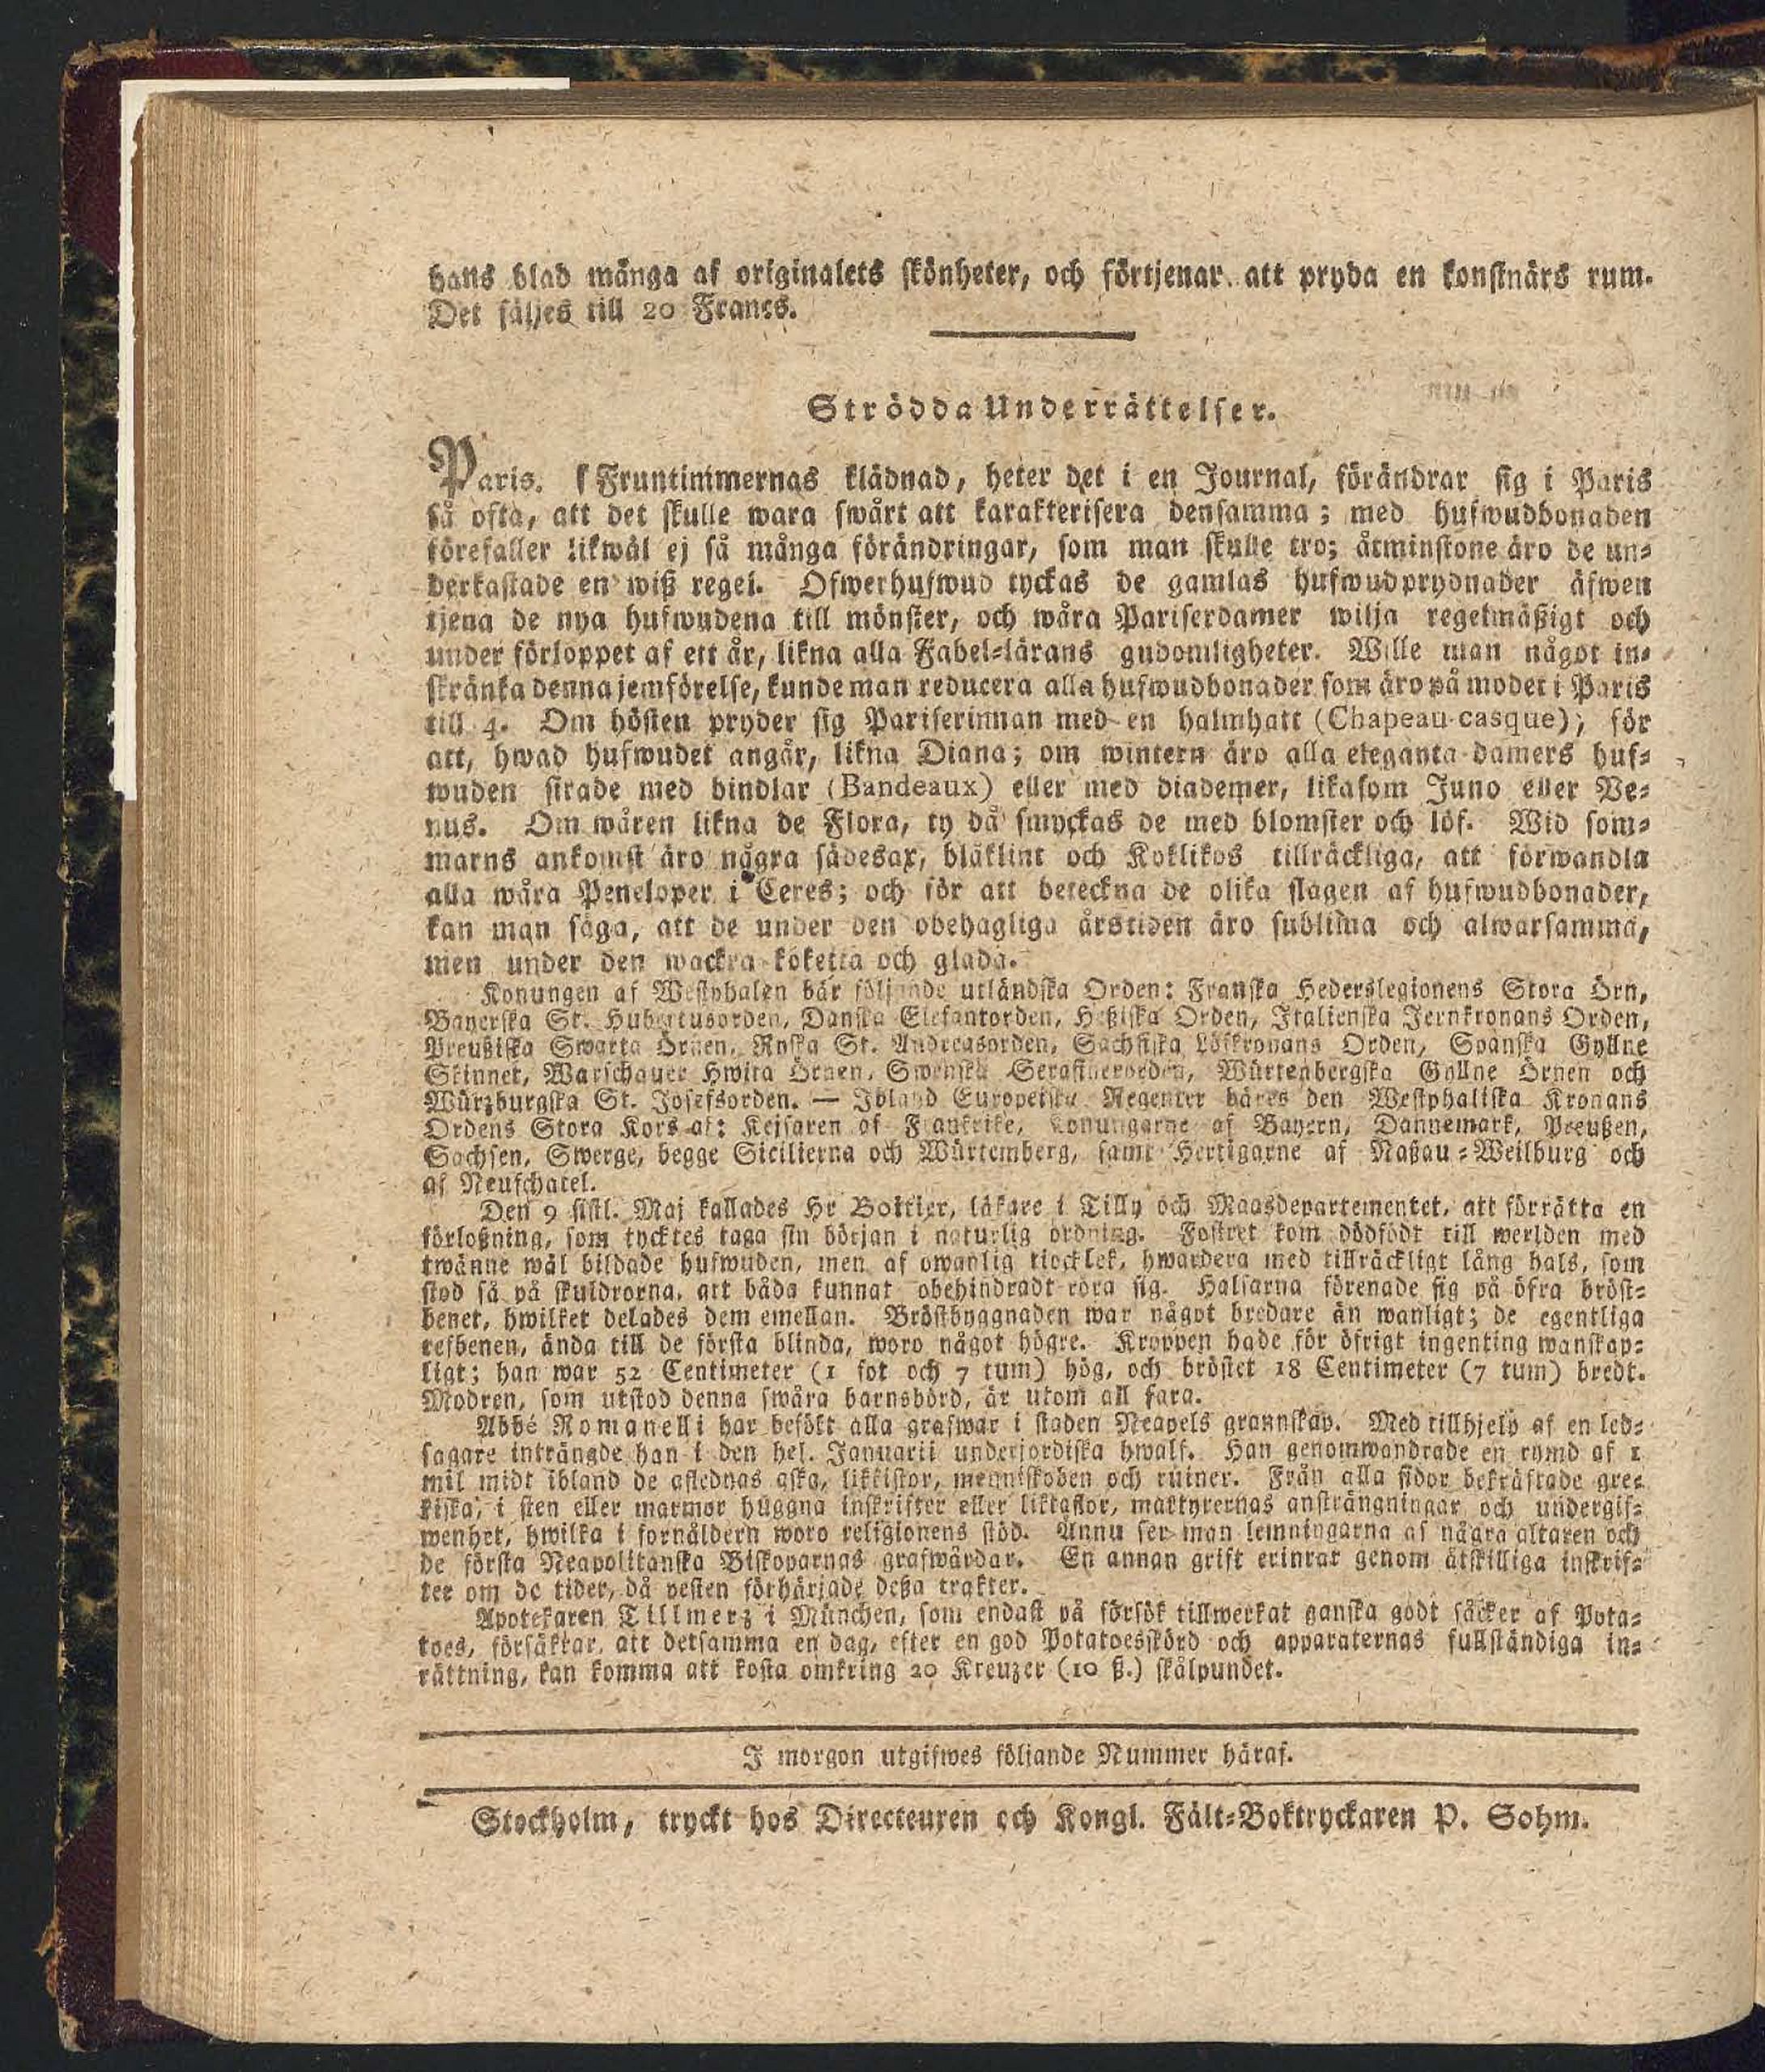 hans blad många af originalets skönheter, och förtjenar att pryda en konstnärs rum.
Det säljes till 20 Francs.
Strödda Underrättelser.
Paris. Fruntimmernas klädnad, heter det i en Journal, förändrar sig i Paris
så ofta, att det skulle wara swårt att karakterisera densamma; med hufwudbonaden
förefaller likwäl ej så många förändringar, som man skulle tro; åtminstone äro de un=
derkastade en wiß regel. Öfwerhufwud tyckas de gamlas hufwudprydnader äfwen
tjena de nya hufwudena till mönster, och wåra Pariserdamer wilja regelmäßigt och
under förloppet af ett år, likna alla Fabel=lärans gudomligheter. Wille man något in=
skränka denna jemförelse, kunde man reducera alla hufwudbonader som äro på modet i Paris
till 4. Om hösten pryder sig Pariserinnan med en halmhatt (Chapeau-casque), för
att, hwad hufwudet angår, likna Diana; om wintern äro alla eleganta damers huf=
wuden sirade med bindlar (Bandeaux) eller med diademer, likasom Juno eller Ve=
nus. Om wåren likna de Flora, ty då smyckas de med blomster och löf. Wid som=
marns ankomst äro några sädesax, blåklint och Koklikos tillräckliga, att förwandla
alla wåra Peneloper i Ceres; och för att beteckna de olika slagen af hufwudbonader,
kan man säga, att de under den obehagliga årstiden äro sublima och alwarsamma,
men under den wackra koketta och glada.
Konungen af Westphalen bär följande utländska Orden: Franska Hederslegionens Stora Örn,
Bayerska St. Hubertusorden, Danska Elefantorden, Heßiska Orden, Italienska Jernkronans Orden,
Preußiska Swarta Örnen, Ryska St. Andreasorden, Sachsiska Löfkronans Orden, Spanska Gyllne
Skinnet, Warschauer Hwita Örnen, Swenska Serafimerorden, Würtenbergska Gyllne Örnen och
Würzburgska St. Josefsorden. — Ibland Europeiska Regenter bäres den Westphaliska Kronans
Ordens Stora Kors af: Kejsaren af Frankrike, Konungarne af Bayern, Dannemark, Preußen,
Sachsen, Swerge, begge Sicilierna och Würtemberg, samt Hertigarne af Naßau=Weilburg och
af Neufchatel.
Den 9 sistl. Maj kallades Hr Boittier, läkare i Tilly och Maasdepartementet, att förrätta en
förloßning, som tycktes taga sin början i naturlig ordning. Fostret kom dödfödt till werlden med
twänne wäl bildade hufwuden, men af owanlig tjocklek, hwardera med tillräckligt lång hals, som
stod så på skuldrorna, att båda kunnat obehindradt röra sig. Halsarna förenade sig på öfra bröst=
benet, hwilket delades dem emellan. Bröstbyggnaden war något bredare än wanligt; de egentliga
refbenen, ända till de första blinda, woro något högre. Kroppen hade för öfrigt ingenting wanskap=
ligt; han war 52 Centimeter (1 fot och 7 tum) hög, och bröstet 18 Centimeter (7 tum) bredt.
Modren, som utstod denna swåra barnsbörd, är utom all fara.
Abbé Romanelli har besökt alla grafwar i staden Neapels grannskap. Med tillhjelp af en led=
sagare inträngde han i den hel. Januarii underjordiska hwalf. Han genomwandrade en rymd af 1
mil midt ibland de aflednas aska, likkistor, menniskoben och ruiner. Från alla sidor bekräftade gre=
kiska, i sten eller marmor huggna inskrifter eller liktaflor, martyrernas ansträngningar och undergif=
wenhet, hwilka i fornåldern woro religionens stöd. Ännu ser man lemningarna af några altaren och
de första Neapolitanska Biskoparnas grafwårdar. En annan grift erinrar genom åtskilliga inskrif=
ter om de tider, då pesten förhärjade deßa trakter.
Apotekaren Tillmerz i München, som endast på försök tillwerkat ganska godt såcker af Pota=
toes, försäkrar, att detsamma en dag, efter en god Potatoesskörd och apparaternas fullständiga in=
rättning, kan komma att kosta omkring 20 Kreuzer (10 ß.) skålpundet.
I morgon utgifwes följande Nummer häraf.
Stockholm, tryckt hos Directeuren och Kongl. Fält=Boktryckaren P. Sohm.